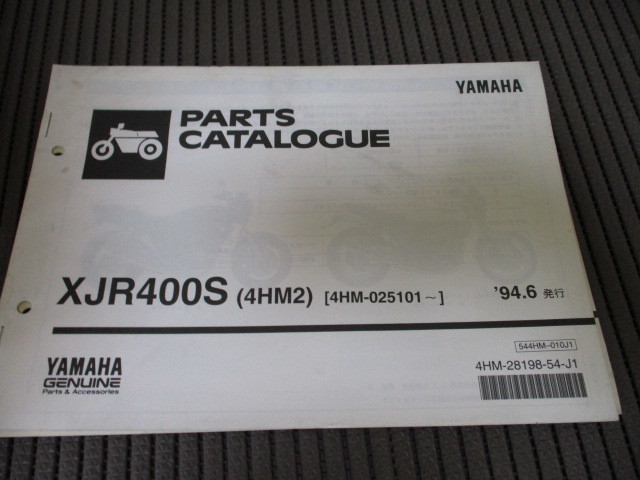 YAMAHA
PARTS
CATALOGUE
XJR400S (4HM2) [4HM-025101～] '94.6 発行
544HM-010J1
YAMAHA
GENUINE
Parts & Accessories
4HM-28198-54-J1